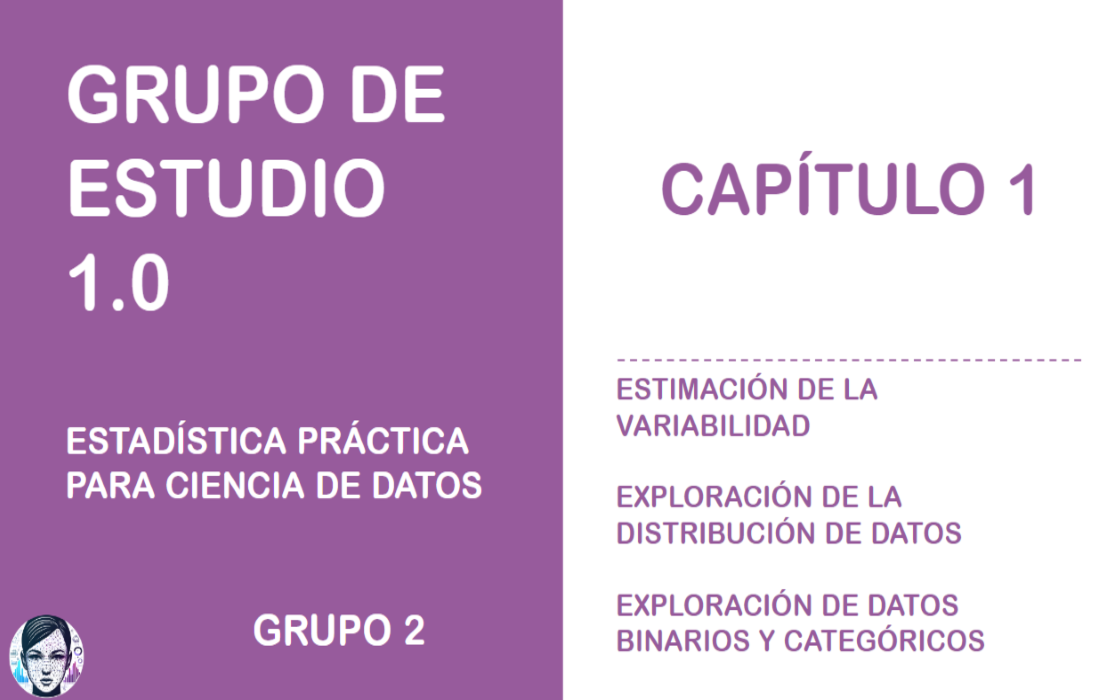 GRUPO DE
ESTUDIO
1.0
ESTADÍSTICA PRÁCTICA
PARA CIENCIA DE DATOS
GRUPO 2
CAPÍTULO 1
ESTIMACIÓN DE LA
VARIABILIDAD
EXPLORACIÓN DE LA
DISTRIBUCIÓN DE DATOS
EXPLORACIÓN DE DATOS
BINARIOS Y CATEGÓRICOS